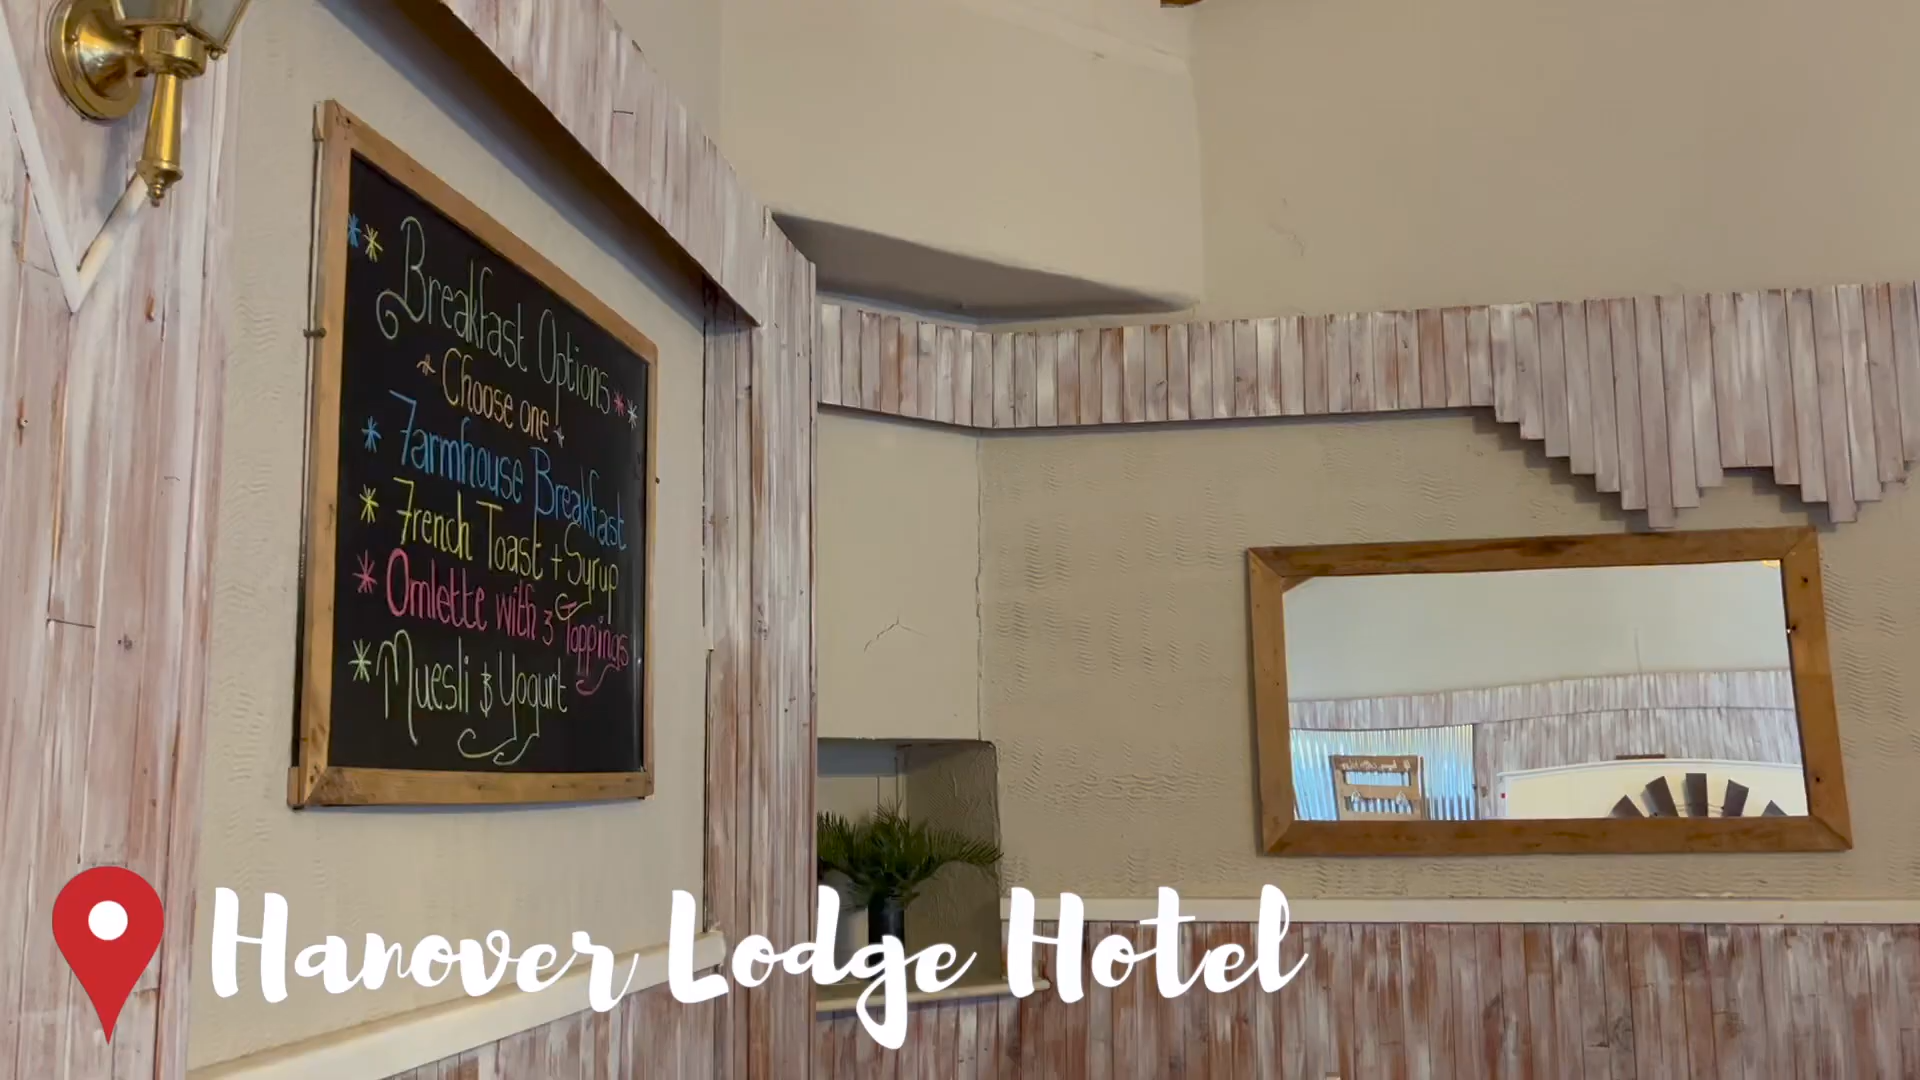 Breakfast Options
Choose one
Farmhouse Breakfast
French Toast + Syrup
Omlette with 3 Toppings
Muesli & Yogurt
Hanover Lodge Hotel